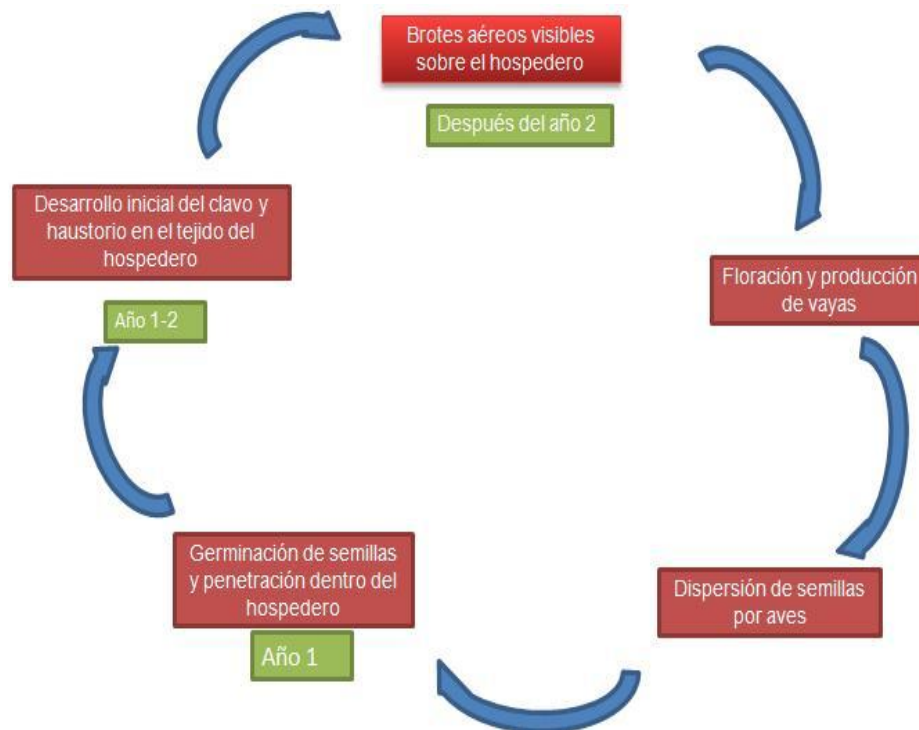 Brotes aéreos visibles
sobre el hospedero
Después del año 2
Floración y producción
de vayas
Dispersión de semillas
por aves
Germinación de semillas
y penetración dentro del
hospedero
Año 1
Desarrollo inicial del clavo y
haustorio en el tejido del
hospedero
Año 1-2